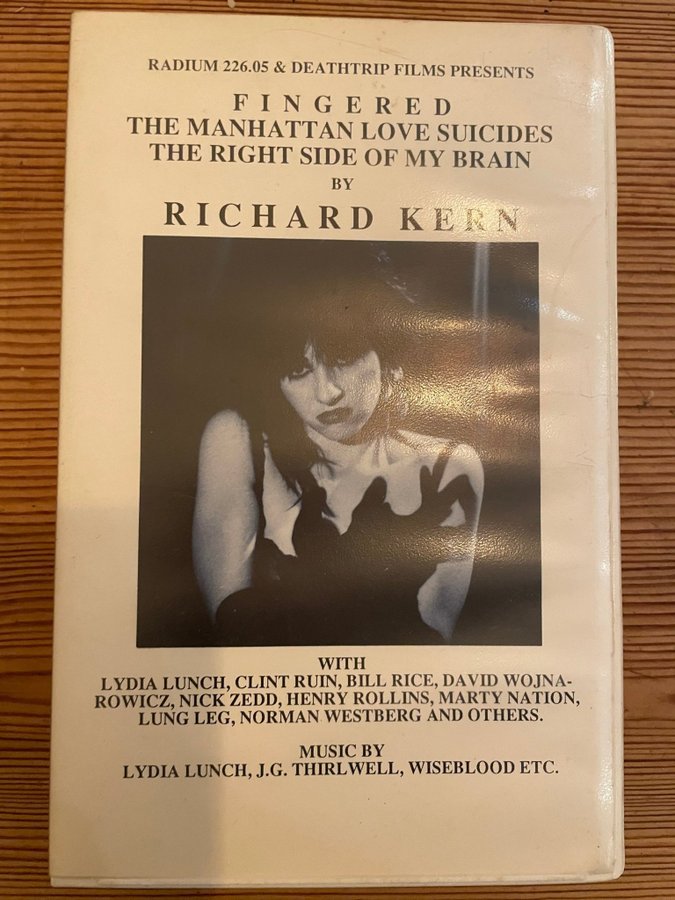 RADIUM 226.05 & DEATHTRIP FILMS PRESENTS
FINGERED
THE MANHATTAN LOVE SUICIDES
THE RIGHT SIDE OF MY BRAIN
BY
RICHARD KERN
WITH
LYDIA LUNCH, CLINT RUIN, BILL RICE, DAVID WOJNA-
ROWICZ, NICK ZEDD, HENRY ROLLINS, MARTY NATION,
LUNG LEG, NORMAN WESTBERG AND OTHERS.
MUSIC BY
LYDIA LUNCH, J.G. THIRLWELL, WISEBLOOD ETC.